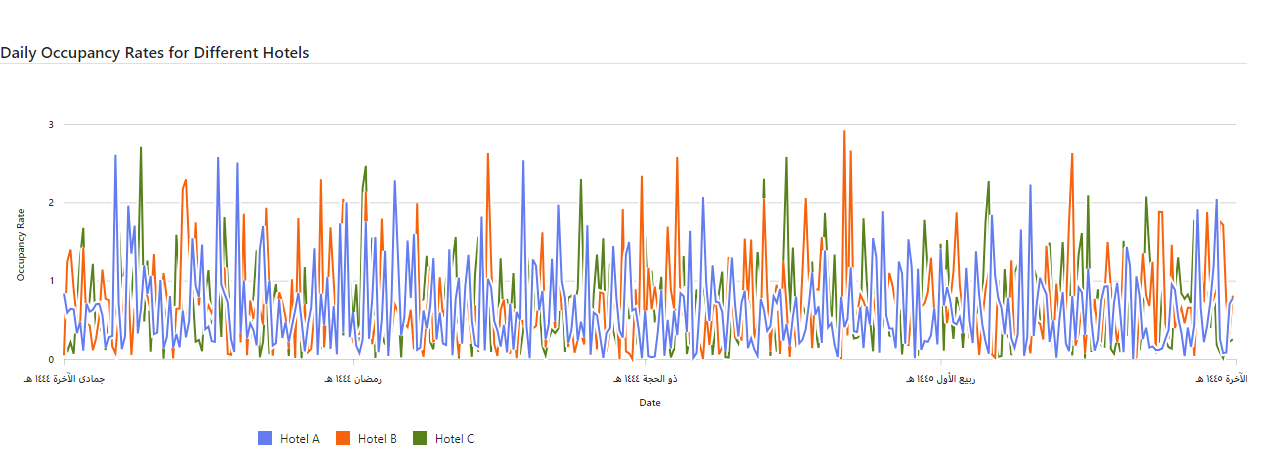 Daily Occupancy Rates for Different Hotels
3
2
1
0
Occupancy Rate
جمادى الآخرة ١٤٤٤ هـ
رمضان ١٤٤٤ هـ
ذو الحجة ١٤٤٤ هـ
ربيع الأول ١٤٤٥ هـ
الآخرة ١٤٤٥ هـ
Date
Hotel A
Hotel B
Hotel C